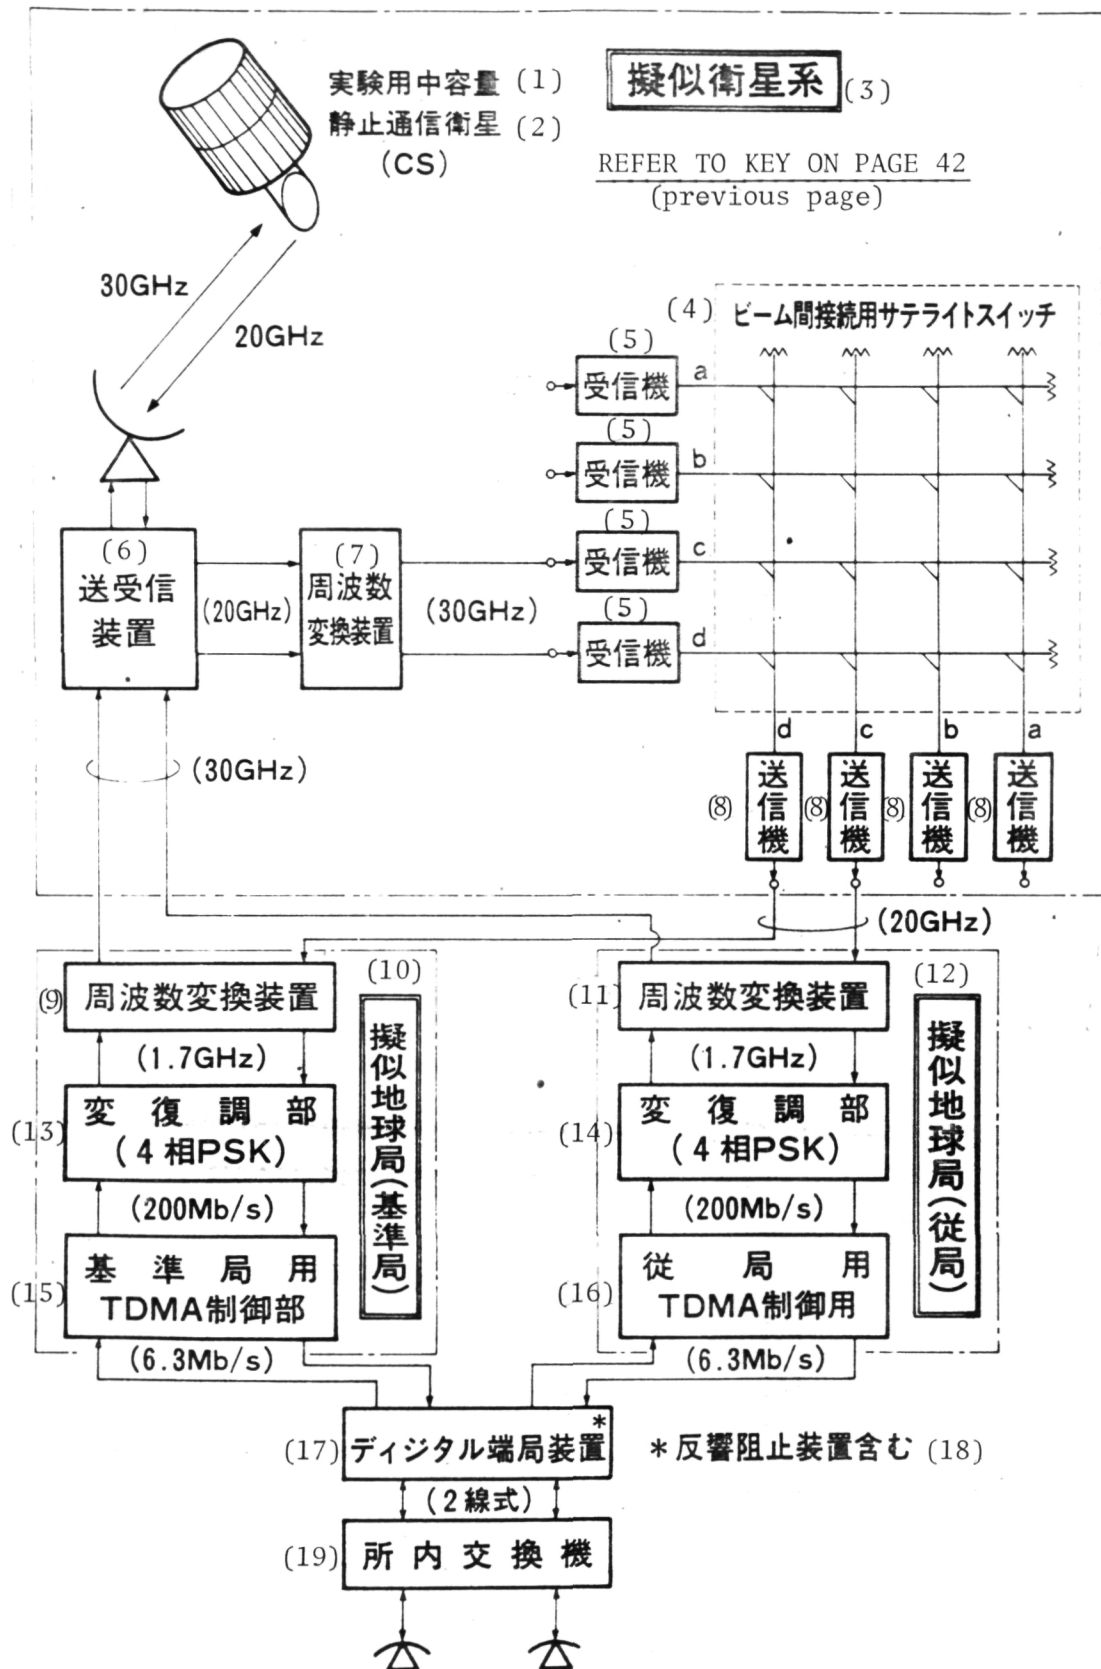 実験用中容量 (1)
静止通信衛星 (2)
(CS)
擬似衛星系 (3)
REFER TO KEY ON PAGE 42
(previous page)
30GHz
20GHz
(4) ビーム間接続用サテライトスイッチ
(5)
受信機 a
(5)
受信機 b
(5)
受信機 c
(5)
受信機 d
(6)
送受信
装置
(20GHz)
(7)
周波数
変換装置
(30GHz)
d c b a
(8) 送信機 (8) 送信機 (8) 送信機 (8) 送信機
(30GHz)
(20GHz)
(9) 周波数変換装置
(10)
擬似地球局(基準局)
(1.7GHz)
(13) 変復調部
(4相PSK)
(200Mb/s)
(15) 基準局用
TDMA制御部
(6.3Mb/s)
(11) 周波数変換装置
(12)
擬似地球局(従局)
(1.7GHz)
(14) 変復調部
(4相PSK)
(200Mb/s)
(16) 従局用
TDMA制御用
(6.3Mb/s)
(17) ディジタル端局装置*
*反響阻止装置含む (18)
(2線式)
(19) 所内交換機